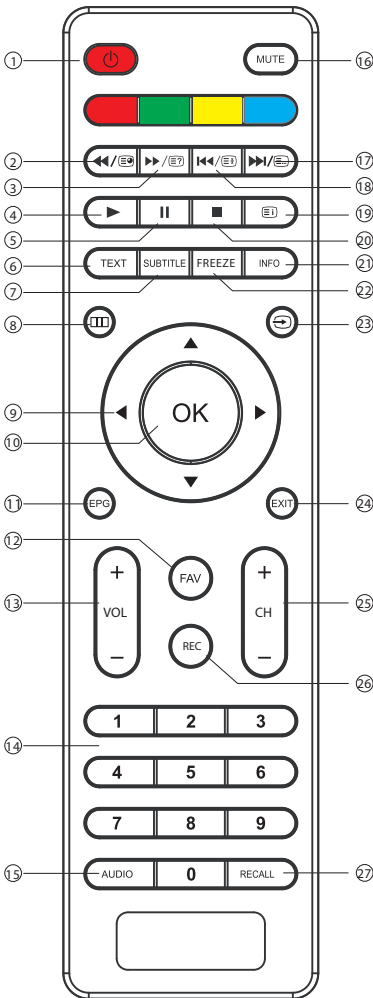 1 MUTE 16
2 17
3 18
4 19
5 20
6 TEXT SUBTITLE FREEZE INFO 21
7 22
8 23
9
10 OK
11 EPG EXIT 24
12 FAV
13 + VOL − + CH − 25
REC
26
1 2 3
14
4 5 6
7 8 9
15 AUDIO 0 RECALL 27